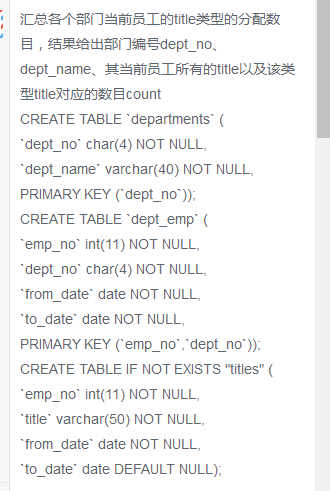 汇总各个部门当前员工的title类型的分配数
目，结果给出部门编号dept_no、
dept_name、其当前员工所有的title以及该类
型title对应的数目count
CREATE TABLE `departments` (
`dept_no` char(4) NOT NULL,
`dept_name` varchar(40) NOT NULL,
PRIMARY KEY (`dept_no`));
CREATE TABLE `dept_emp` (
`emp_no` int(11) NOT NULL,
`dept_no` char(4) NOT NULL,
`from_date` date NOT NULL,
`to_date` date NOT NULL,
PRIMARY KEY (`emp_no`,`dept_no`));
CREATE TABLE IF NOT EXISTS "titles" (
`emp_no` int(11) NOT NULL,
`title` varchar(50) NOT NULL,
`from_date` date NOT NULL,
`to_date` date DEFAULT NULL);